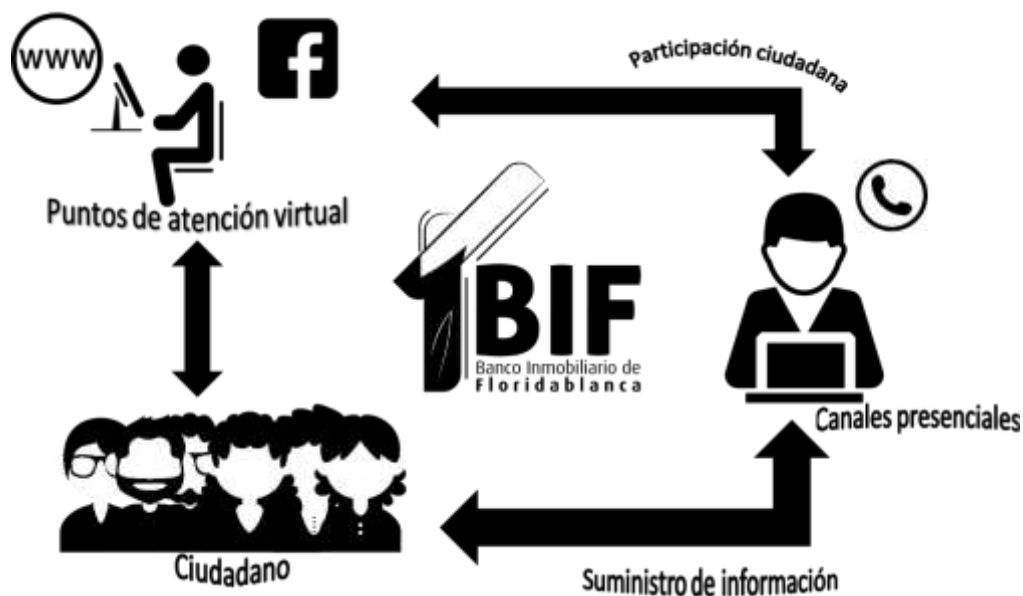 WWW
f
Participación ciudadana
Puntos de atención virtual
BIF
Banco Inmobiliario de
Floridablanca
Canales presenciales
Ciudadano
Suministro de información